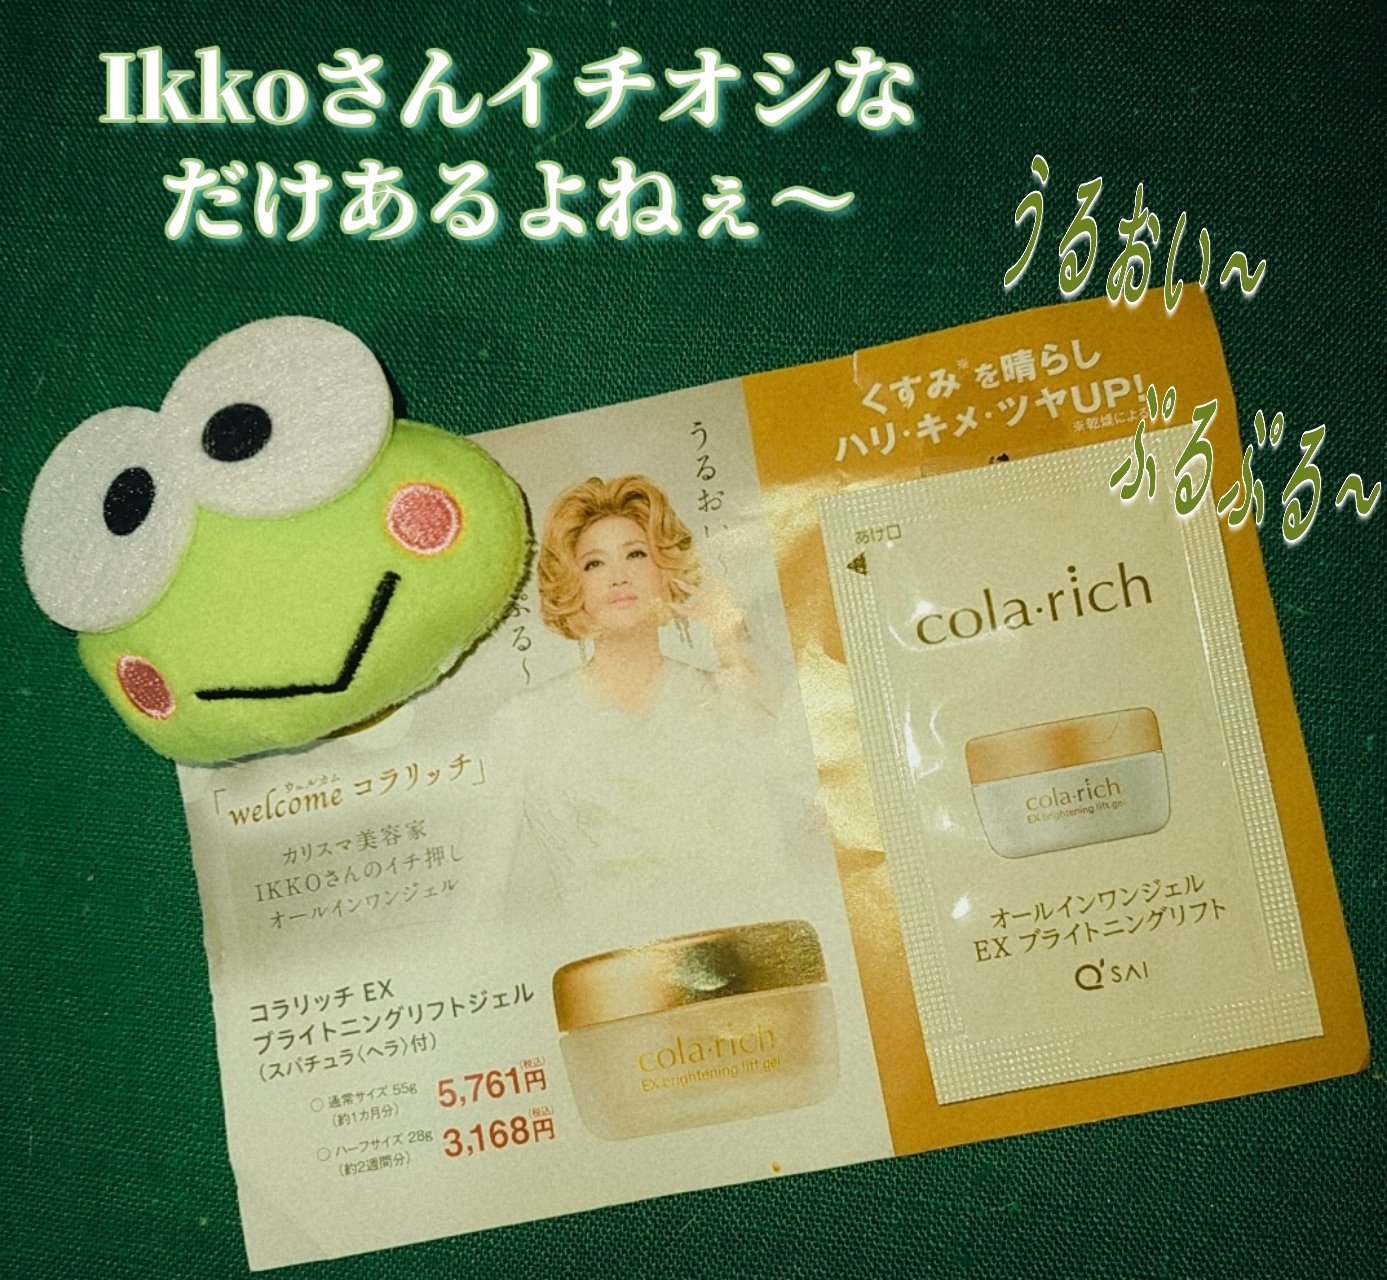 Ikkoさんイチオシな
だけあるよねぇ～
うるおい～
ぷるぷる～
くすみ※を晴らし
ハリ・キメ・ツヤUP!
※乾燥による
うるおい～
ぷる～
「welcome コラリッチ」
ウェルカム
カリスマ美容家
IKKOさんのイチ押し
オールインワンジェル
コラリッチ EX
ブライトニングリフトジェル
(スパチュラ〈ヘラ〉付)
○ 通常サイズ 55g
(約1カ月分)
5,761円(税込)
○ ハーフサイズ 28g
(約2週間分)
3,168円(税込)
cola・rich
EX brightening lift gel
あけ口
cola・rich
cola・rich
EX brightening lift gel
オールインワンジェル
EX ブライトニングリフト
Q'SAI